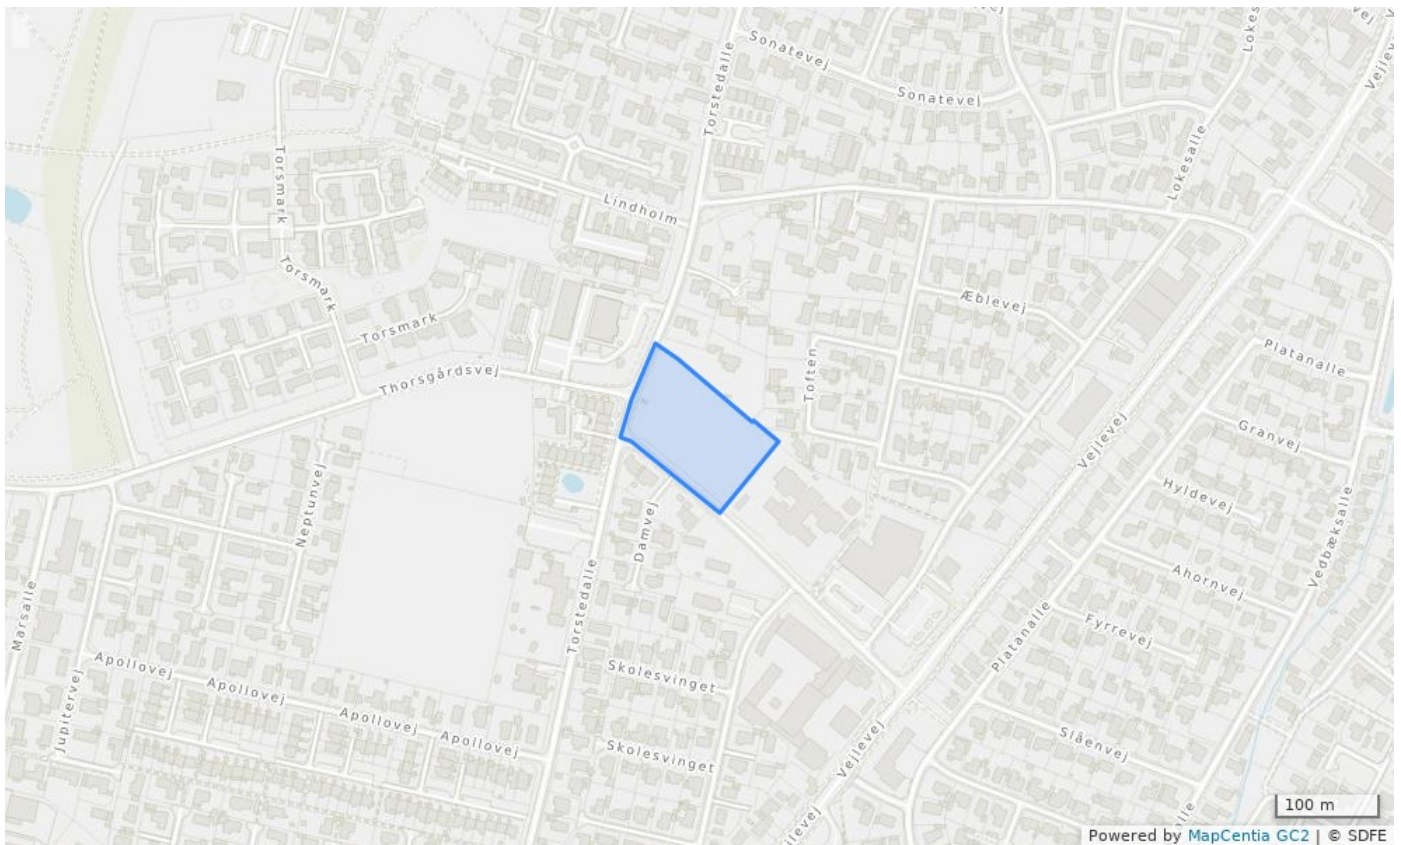 Sonatevej
Sonatevej
Torstedalle
Lokes
Vejlev
Lokesalle
Torsmark
Lindholm
Torsmark
Torsmark
Æblevej
Platanalle
Toften
Thorsgårdsvej
Vejlevej
Granvej
Hyldevej
Neptunvej
Damvej
Vedbæksalle
Ahornvej
Marsalle
Torstedalle
Fyrrevej
Platanalle
Apollovej
Apollovej
Apollovej
Apollovej
Skolesvinget
Jupitervej
Skolesvinget
Vejlevej
Slåenvej
llevej
lle
100 m
Powered by MapCentia GC2 | © SDFE